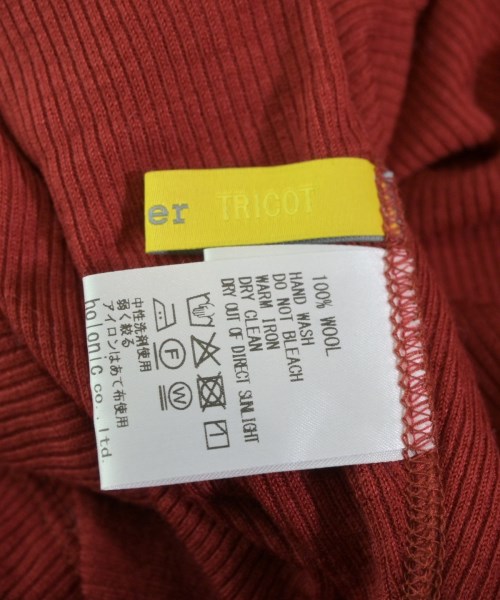 er TRICOT
100% WOOL
HAND WASH
DO NOT BLEACH
WARM IRON
DRY CLEAN
DRY OUT OF DIRECT SUNLIGHT
中性洗剤使用
弱く絞る
アイロンはあて布使用
holonic co., ltd.